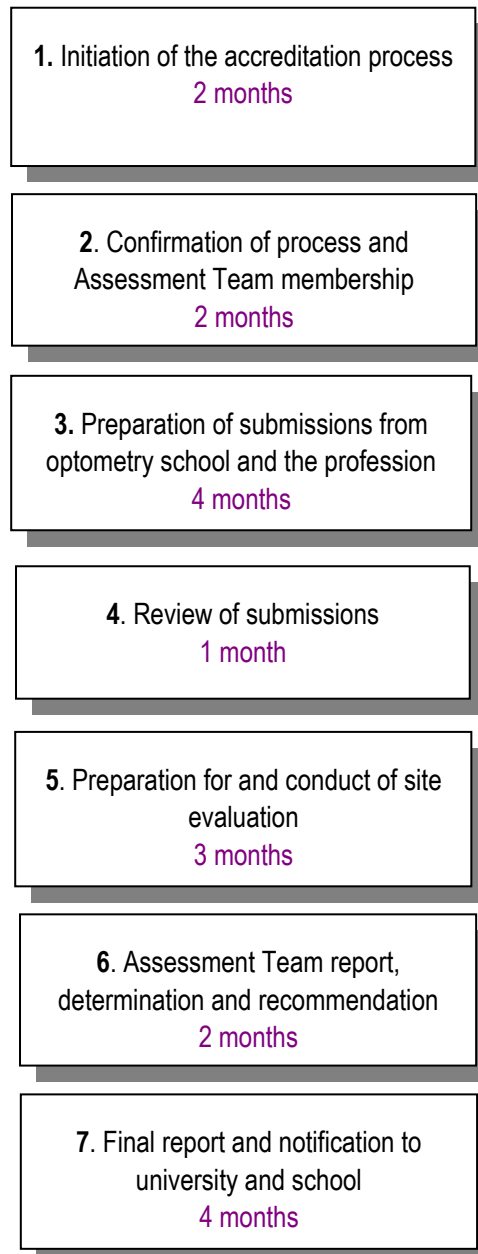 1. Initiation of the accreditation process
2 months
2. Confirmation of process and
Assessment Team membership
2 months
3. Preparation of submissions from
optometry school and the profession
4 months
4. Review of submissions
1 month
5. Preparation for and conduct of site
evaluation
3 months
6. Assessment Team report,
determination and recommendation
2 months
7. Final report and notification to
university and school
4 months